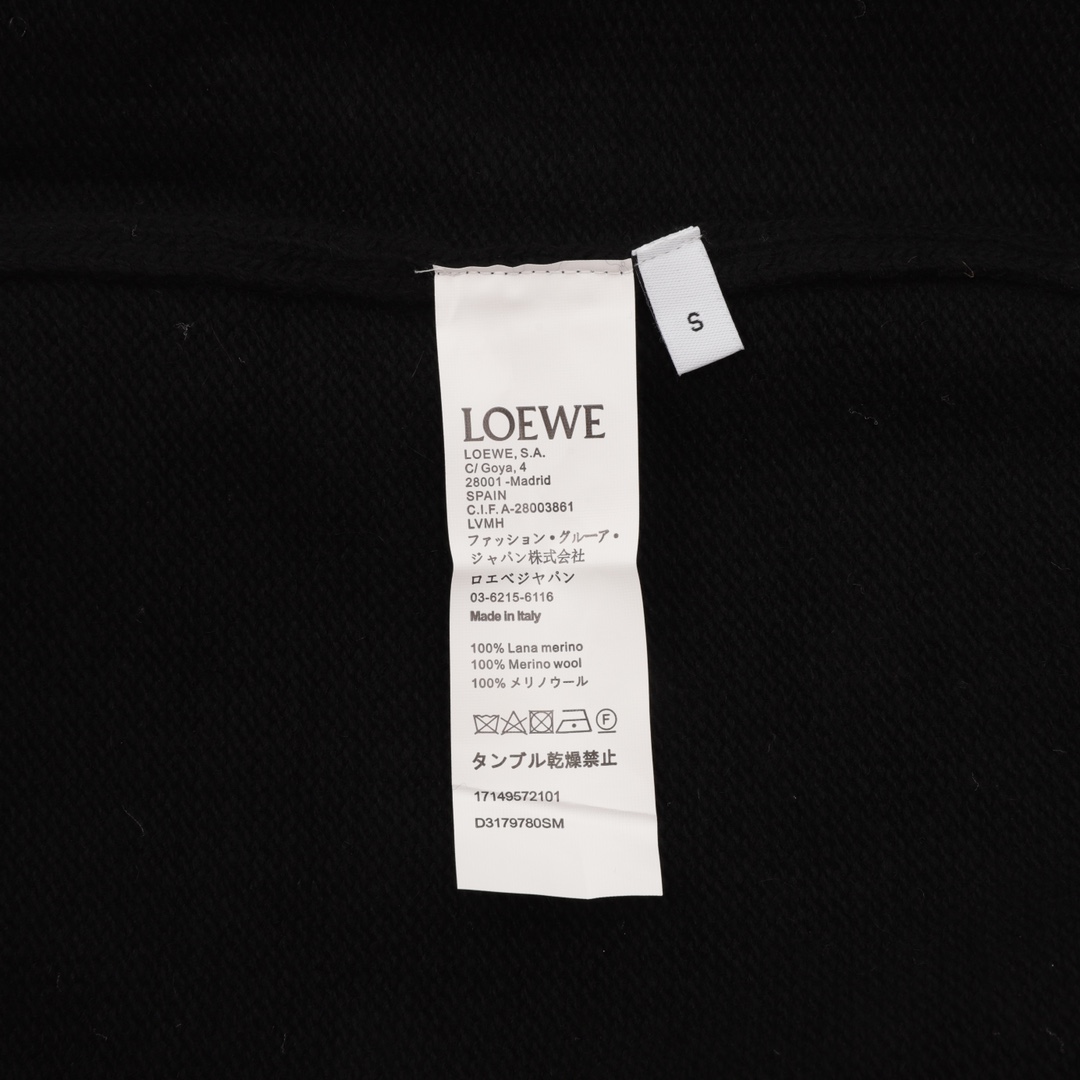 S
LOEWE
LOEWE, S.A.
C/ Goya, 4
28001 -Madrid
SPAIN
C.I.F. A-28003861
LVMH
ファッション・グルーア・
ジャパン株式会社
ロエベジャパン
03-6215-6116
Made in Italy
100% Lana merino
100% Merino wool
100% メリノウール
F
タンブル乾燥禁止
17149572101
D3179780SM